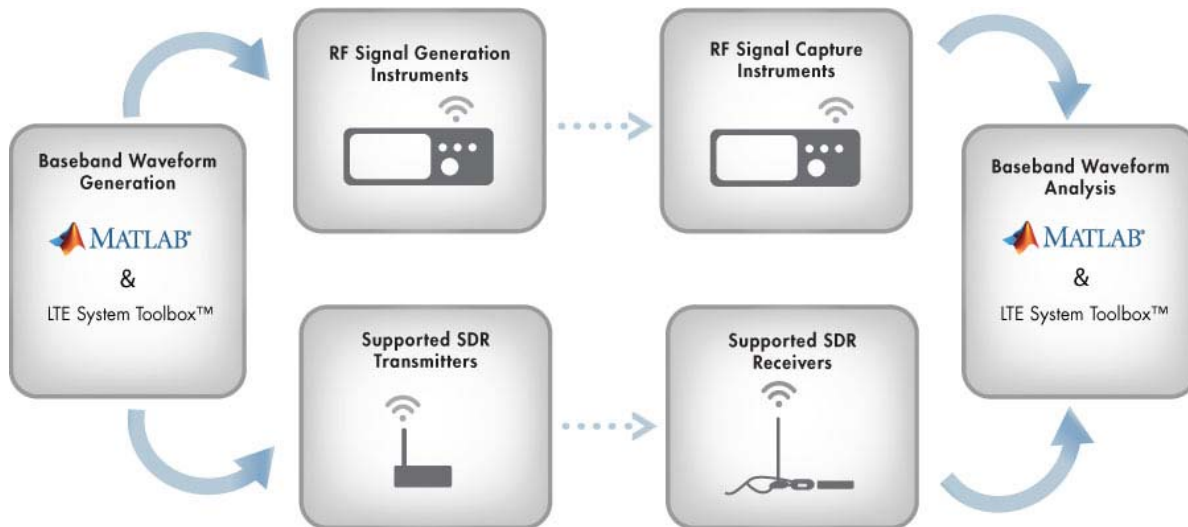 RF Signal Generation
Instruments
RF Signal Capture
Instruments
Baseband Waveform
Generation
MATLAB®
&
LTE System Toolbox™
Baseband Waveform
Analysis
MATLAB®
&
LTE System Toolbox™
Supported SDR
Transmitters
Supported SDR
Receivers